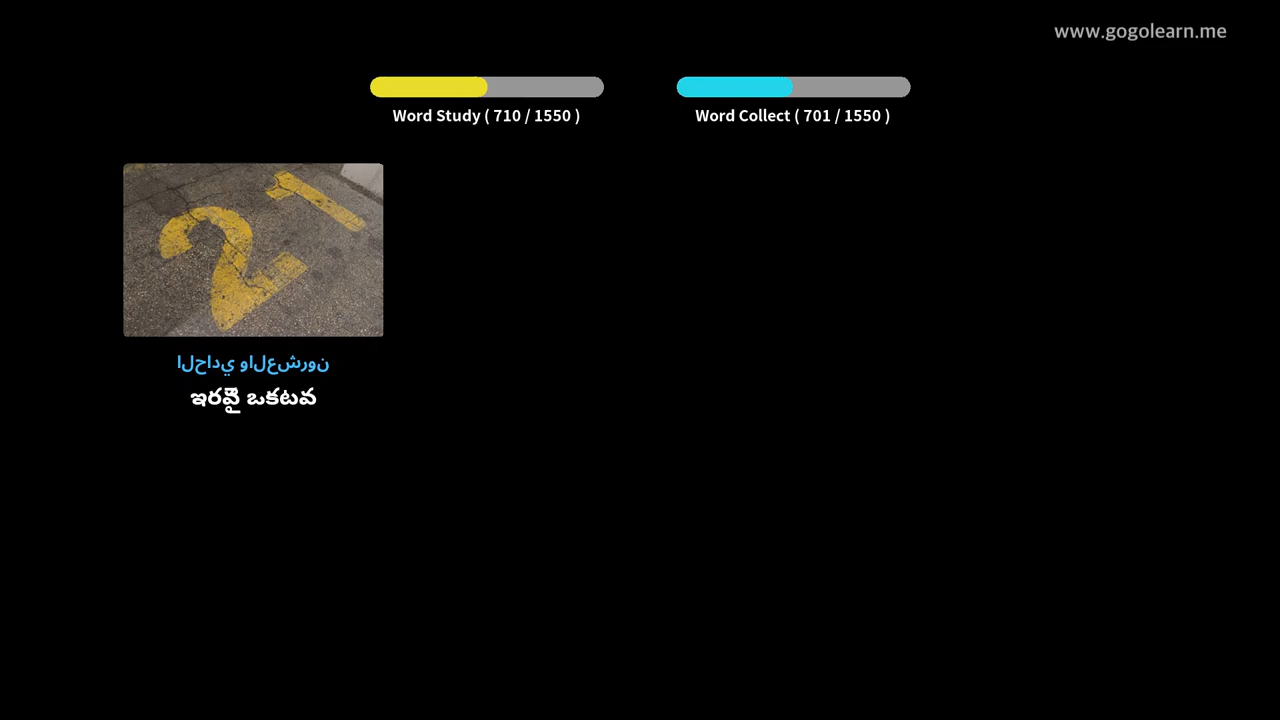 www.gogolearn.me
Word Study ( 710 / 1550 )
Word Collect ( 701 / 1550 )
21
الحادي والعشرون
ఇరవై ఒకటవ